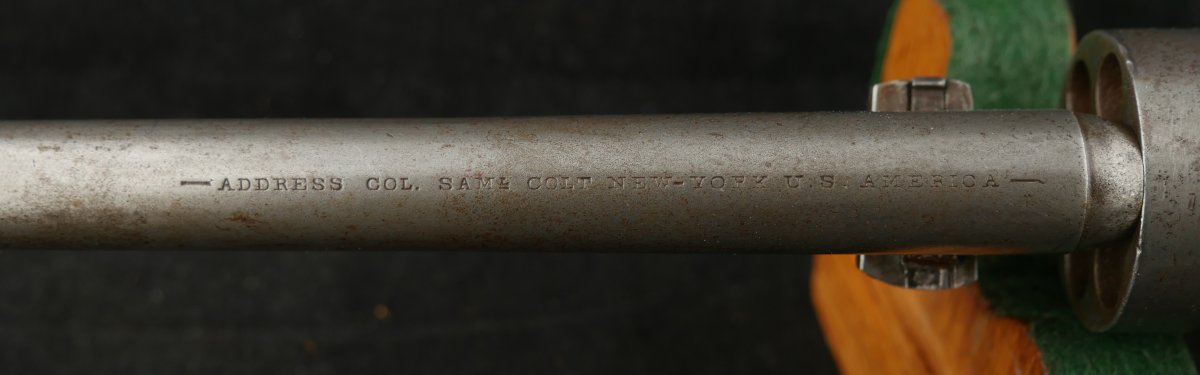 —ADDRESS COL. SAML COLT NEW-YORK U.S. AMERICA—